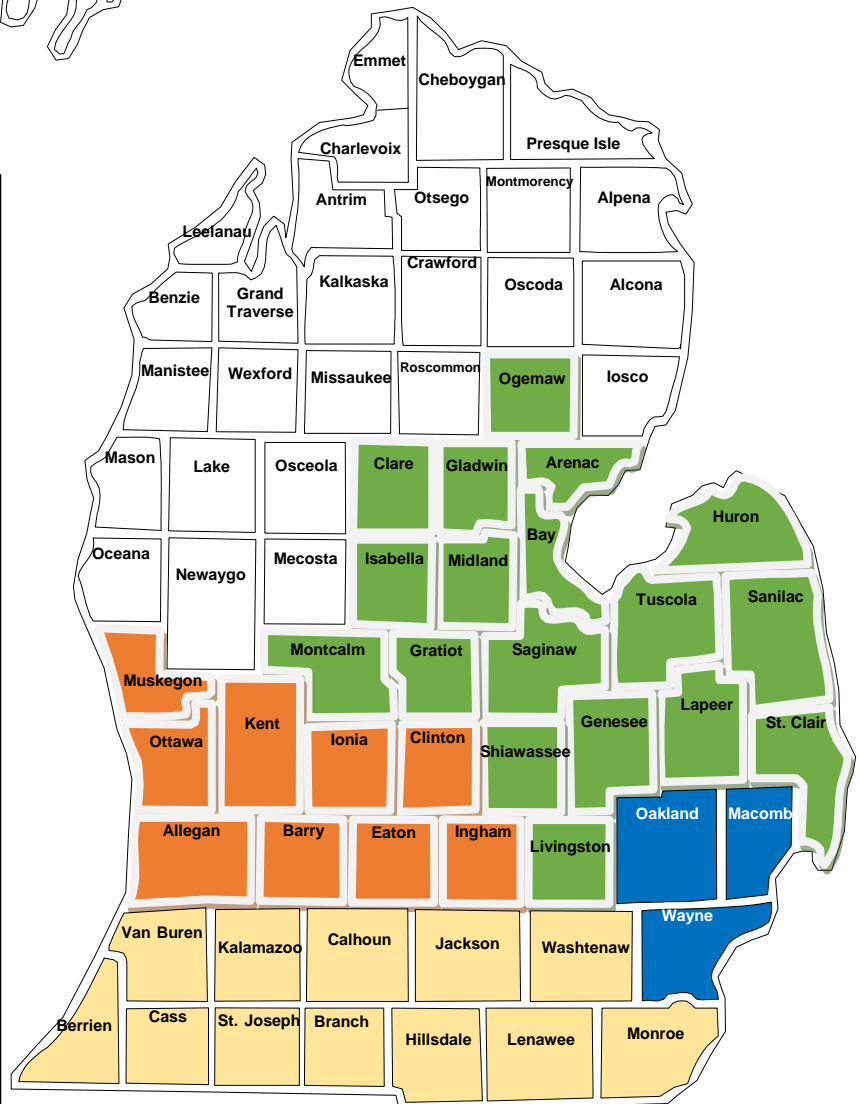 Emmet
Cheboygan
Presque Isle
Charlevoix
Antrim
Otsego
Montmorency
Alpena
Leelanau
Benzie
Grand
Traverse
Kalkaska
Crawford
Oscoda
Alcona
Manistee
Wexford
Missaukee
Roscommon
Ogemaw
Iosco
Mason
Lake
Osceola
Clare
Gladwin
Arenac
Huron
Oceana
Newaygo
Mecosta
Isabella
Midland
Bay
Tuscola
Sanilac
Muskegon
Montcalm
Gratiot
Saginaw
Ottawa
Kent
Ionia
Clinton
Shiawassee
Genesee
Lapeer
St. Clair
Allegan
Barry
Eaton
Ingham
Livingston
Oakland
Macomb
Van Buren
Kalamazoo
Calhoun
Jackson
Washtenaw
Wayne
Berrien
Cass
St. Joseph
Branch
Hillsdale
Lenawee
Monroe